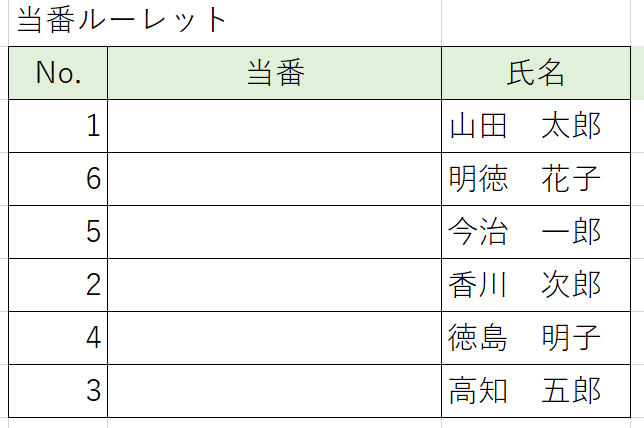 当番ルーレット
No. 当番 氏名
1 山田　太郎
6 明徳　花子
5 今治　一郎
2 香川　次郎
4 徳島　明子
3 高知　五郎